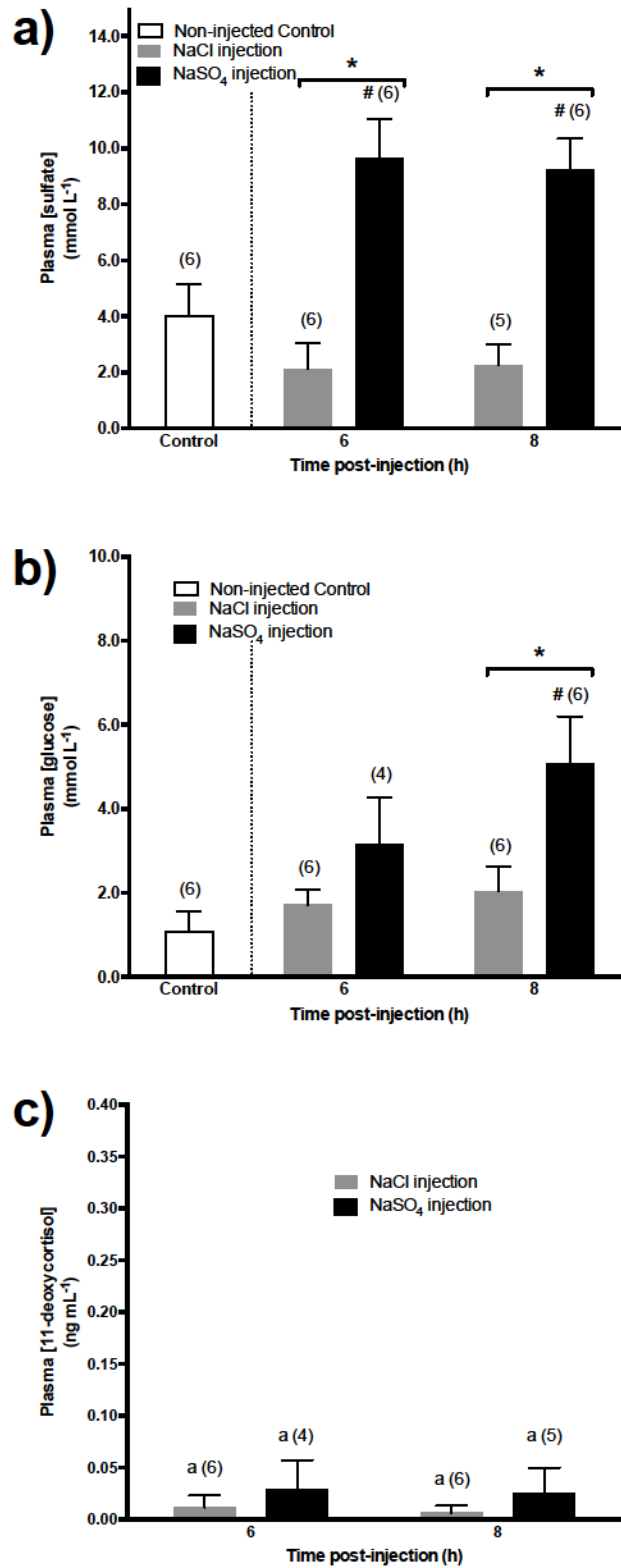 a)
Non-injected Control
NaCl injection
NaSO4 injection
14.0
12.0
10.0
8.0
6.0
4.0
2.0
0.0
Plasma [sulfate]
(mmol L-1)
(6)
(6)
*
# (6)
(5)
*
# (6)
Control
6
8
Time post-injection (h)
b)
Non-injected Control
NaCl injection
NaSO4 injection
10.0
8.0
6.0
4.0
2.0
0.0
Plasma [glucose]
(mmol L-1)
(6)
(6)
(4)
(6)
*
# (6)
Control
6
8
Time post-injection (h)
c)
NaCl injection
NaSO4 injection
0.40
0.35
0.30
0.25
0.20
0.15
0.10
0.05
0.00
Plasma [11-deoxycortisol]
(ng mL-1)
a (6)
a (4)
a (6)
a (5)
6
8
Time post-injection (h)